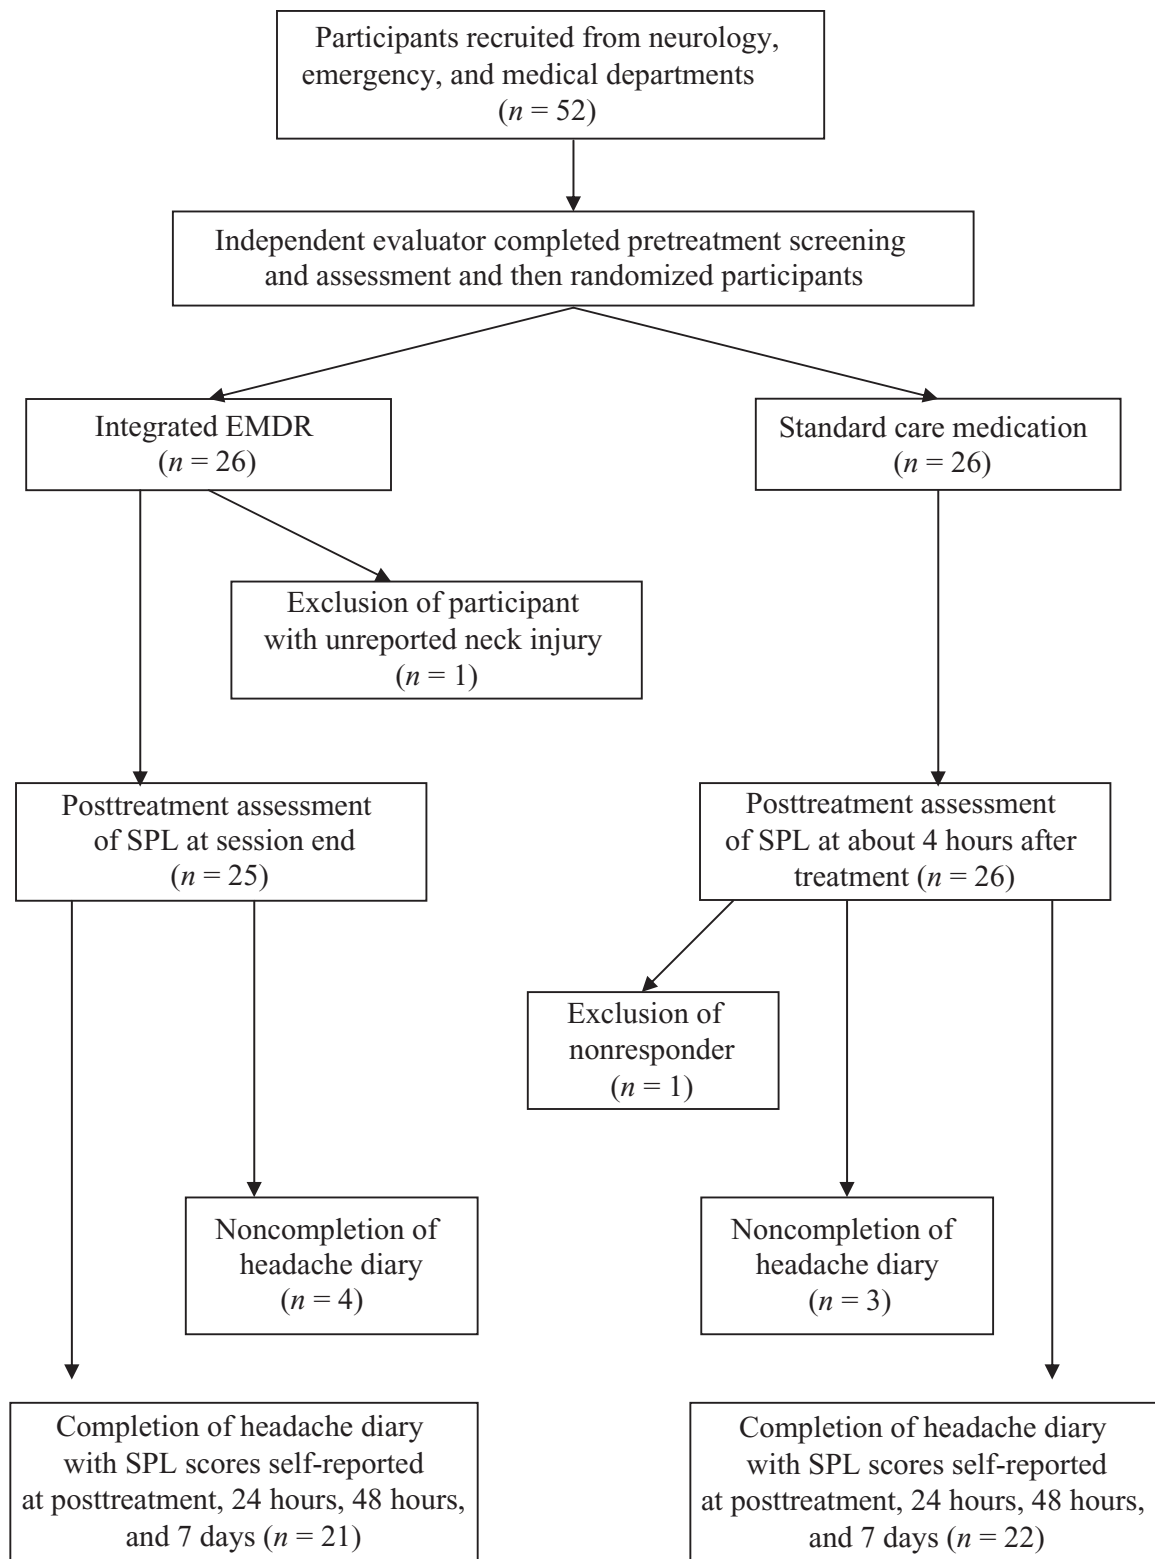 Participants recruited from neurology,
emergency, and medical departments
(n = 52)
Independent evaluator completed pretreatment screening
and assessment and then randomized participants
Integrated EMDR
(n = 26)
Standard care medication
(n = 26)
Exclusion of participant
with unreported neck injury
(n = 1)
Posttreatment assessment
of SPL at session end
(n = 25)
Posttreatment assessment
of SPL at about 4 hours after
treatment (n = 26)
Exclusion of
nonresponder
(n = 1)
Noncompletion of
headache diary
(n = 4)
Noncompletion of
headache diary
(n = 3)
Completion of headache diary
with SPL scores self-reported
at posttreatment, 24 hours, 48 hours,
and 7 days (n = 21)
Completion of headache diary
with SPL scores self-reported
at posttreatment, 24 hours, 48 hours,
and 7 days (n = 22)